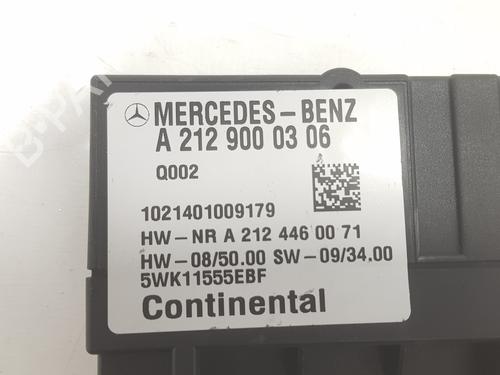 MERCEDES-BENZ
A 212 900 03 06
Q002
1021401009179
HW-NR A 212 446 00 71
HW-08/50.00 SW-09/34.00
5WK11555EBF
Continental
B-PARTS